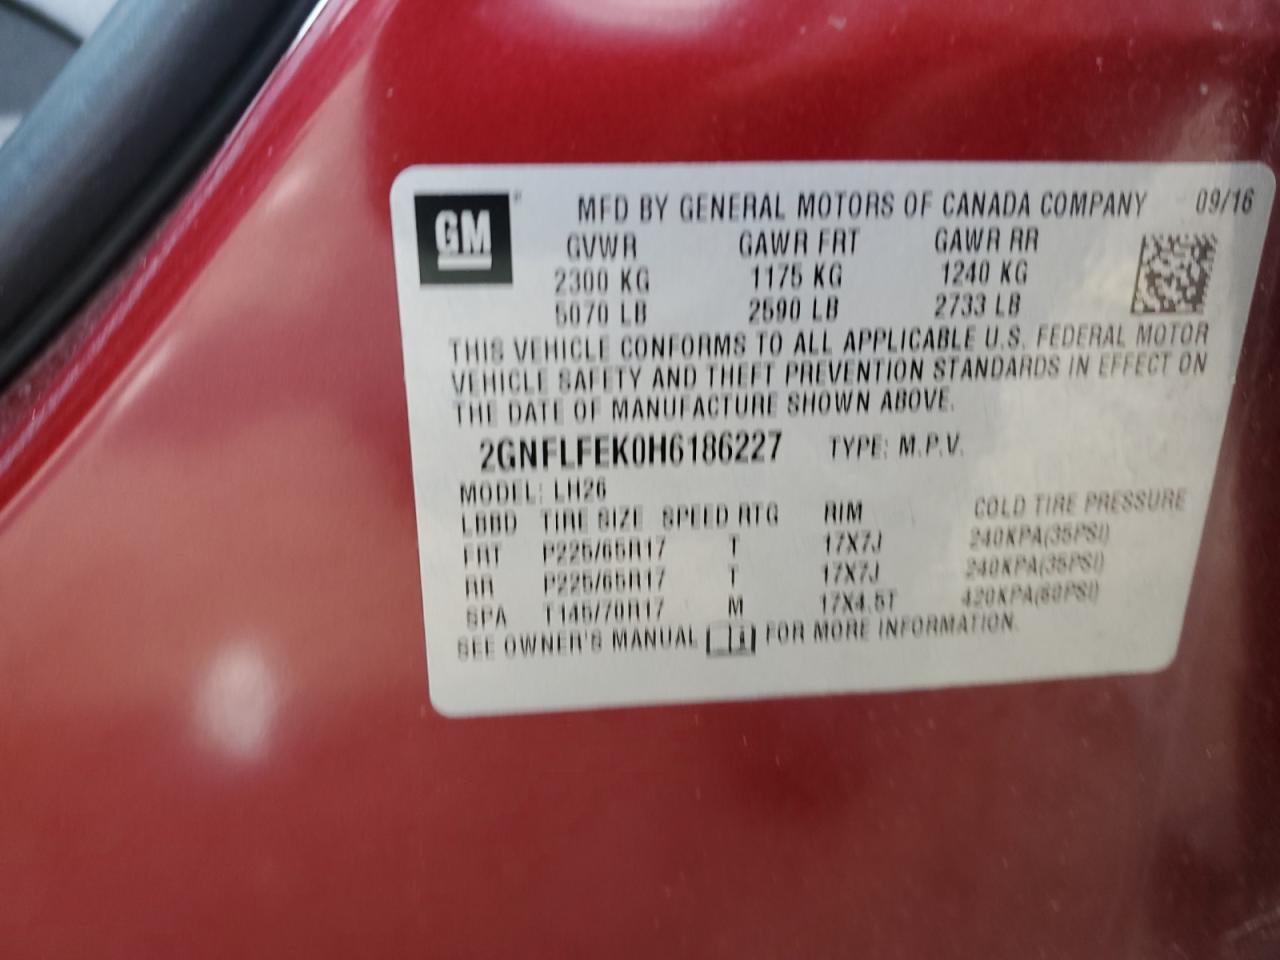 GM
MFD BY GENERAL MOTORS OF CANADA COMPANY 09/16
GVWR GAWR FRT GAWR RR
2300 KG 1175 KG 1240 KG
5070 LB 2590 LB 2733 LB
THIS VEHICLE CONFORMS TO ALL APPLICABLE U.S. FEDERAL MOTOR
VEHICLE SAFETY AND THEFT PREVENTION STANDARDS IN EFFECT ON
THE DATE OF MANUFACTURE SHOWN ABOVE.
2GNFLFEK0H6186227 TYPE: M.P.V.
MODEL: LH26
LBBD TIRE SIZE SPEED RTG RIM COLD TIRE PRESSURE
FRT P225/65R17 T 17X7J 240KPA(35PSI)
RR P225/65R17 T 17X7J 240KPA(35PSI)
SPA T145/70R17 M 17X4.5T 420KPA(60PSI)
SEE OWNER'S MANUAL FOR MORE INFORMATION.